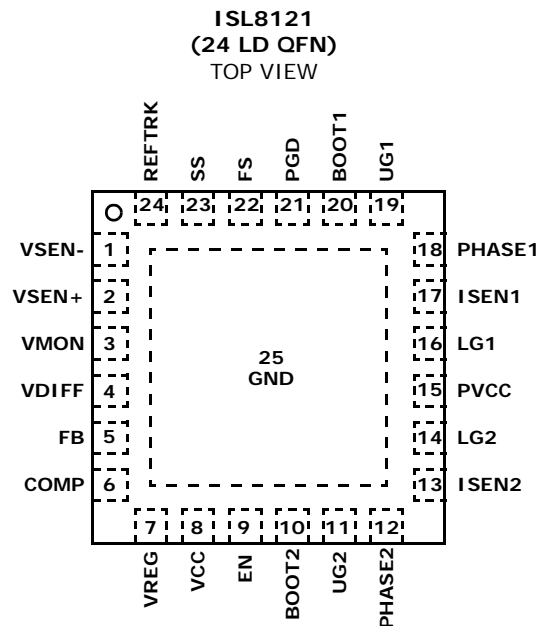 ISL8121
(24 LD QFN)
TOP VIEW
REFTRK
SS
FS
PGD
BOOT1
UG1
24
23
22
21
20
19
VSEN- 1
18 PHASE1
VSEN+ 2
17 ISEN1
VMON 3
16 LG1
25
GND
VDIFF 4
15 PVCC
FB 5
14 LG2
COMP 6
13 ISEN2
7
8
9
10
11
12
VREG
VCC
EN
BOOT2
UG2
PHASE2